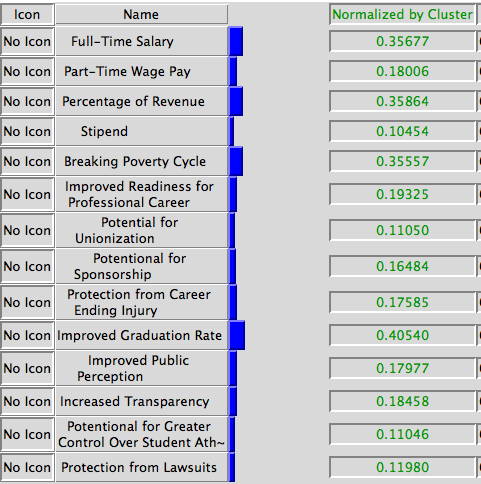 Icon Name Normalized by Cluster
No Icon Full-Time Salary 0.35677
No Icon Part-Time Wage Pay 0.18006
No Icon Percentage of Revenue 0.35864
No Icon Stipend 0.10454
No Icon Breaking Poverty Cycle 0.35557
No Icon Improved Readiness for
Professional Career 0.19325
No Icon Potential for
Unionization 0.11050
No Icon Potentional for
Sponsorship 0.16484
No Icon Protection from Career
Ending Injury 0.17585
No Icon Improved Graduation Rate 0.40540
No Icon Improved Public
Perception 0.17977
No Icon Increased Transparency 0.18458
No Icon Potentional for Greater
Control Over Student Ath~ 0.11046
No Icon Protection from Lawsuits 0.11980